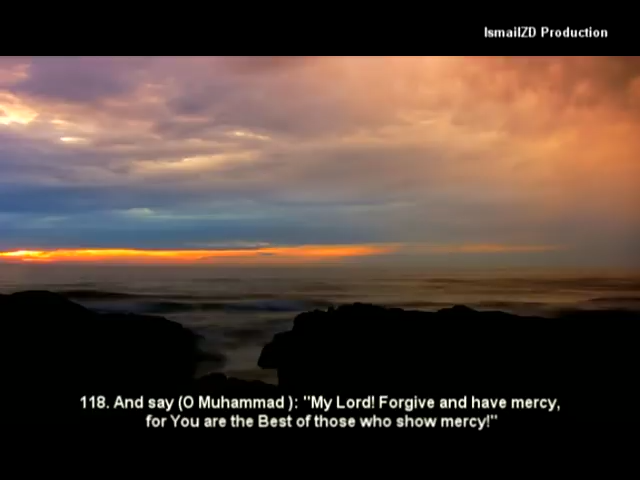 IsmailZD Production
118. And say (O Muhammad ): "My Lord! Forgive and have mercy,
for You are the Best of those who show mercy!"